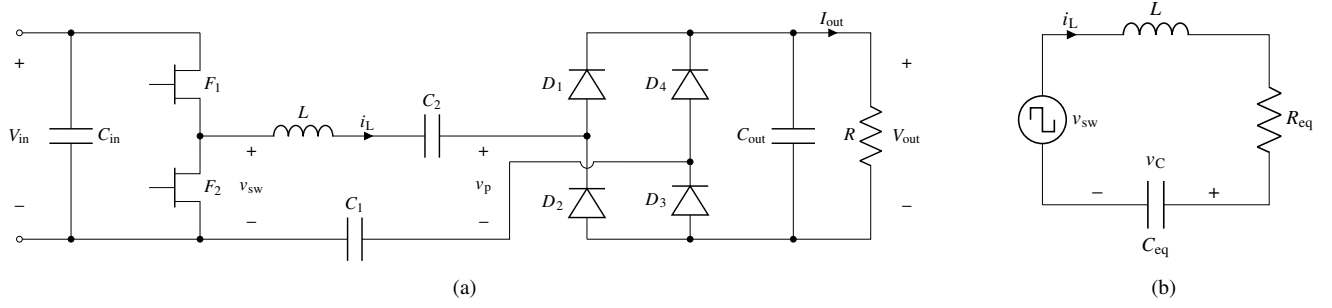 +
V_in
−
C_in
F_1
F_2
+
v_sw
−
L
i_L
C_2
C_1
+
v_p
−
D_1
D_4
D_2
D_3
C_out
I_out
R
+
V_out
−
(a)
i_L
L
v_sw
R_eq
v_C
− +
C_eq
(b)